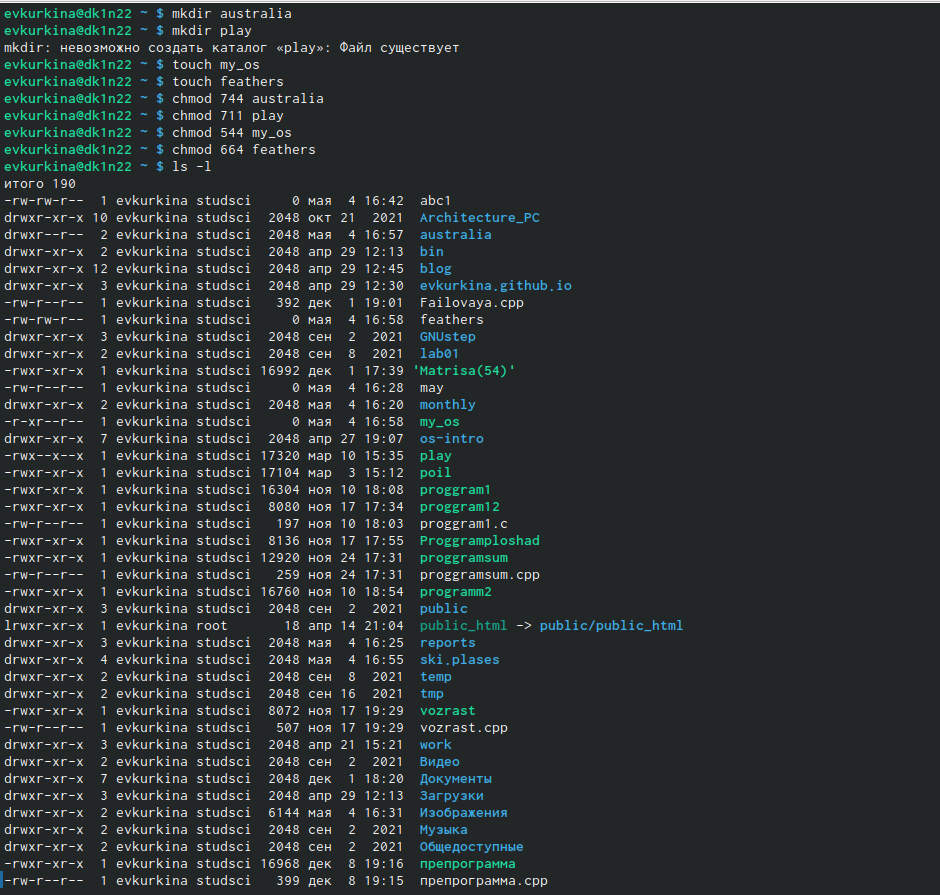 evkurkina@dk1n22 ~ $ mkdir australia
evkurkina@dk1n22 ~ $ mkdir play
mkdir: невозможно создать каталог «play»: Файл существует
evkurkina@dk1n22 ~ $ touch my_os
evkurkina@dk1n22 ~ $ touch feathers
evkurkina@dk1n22 ~ $ chmod 744 australia
evkurkina@dk1n22 ~ $ chmod 711 play
evkurkina@dk1n22 ~ $ chmod 544 my_os
evkurkina@dk1n22 ~ $ chmod 664 feathers
evkurkina@dk1n22 ~ $ ls -l
итого 190
-rw-rw-r--  1 evkurkina studsci     0 мая  4 16:42  abc1
drwxr-xr-x 10 evkurkina studsci  2048 окт 21  2021  Architecture_PC
drwxr--r--  2 evkurkina studsci  2048 мая  4 16:57  australia
drwxr-xr-x  2 evkurkina studsci  2048 апр 29 12:13  bin
drwxr-xr-x 12 evkurkina studsci  2048 апр 29 12:45  blog
drwxr-xr-x  3 evkurkina studsci  2048 апр 29 12:30  evkurkina.github.io
-rw-r--r--  1 evkurkina studsci   392 дек  1 19:01  Failovaya.cpp
-rw-rw-r--  1 evkurkina studsci     0 мая  4 16:58  feathers
drwxr-xr-x  3 evkurkina studsci  2048 сен  2  2021  GNUstep
drwxr-xr-x  2 evkurkina studsci  2048 сен  8  2021  lab01
-rwxr-xr-x  1 evkurkina studsci 16992 дек  1 17:39 'Matrisa(54)'
-rw-r--r--  1 evkurkina studsci     0 мая  4 16:28  may
drwxr-xr-x  2 evkurkina studsci  2048 мая  4 16:20  monthly
-r-xr--r--  1 evkurkina studsci     0 мая  4 16:58  my_os
drwxr-xr-x  7 evkurkina studsci  2048 апр 27 19:07  os-intro
-rwx--x--x  1 evkurkina studsci 17320 мар 10 15:35  play
-rwxr-xr-x  1 evkurkina studsci 17104 мар  3 15:12  poil
-rwxr-xr-x  1 evkurkina studsci 16304 ноя 10 18:08  proggram1
-rwxr-xr-x  1 evkurkina studsci  8080 ноя 17 17:34  proggram12
-rw-r--r--  1 evkurkina studsci   197 ноя 10 18:03  proggram1.c
-rwxr-xr-x  1 evkurkina studsci  8136 ноя 17 17:55  Proggramploshad
-rwxr-xr-x  1 evkurkina studsci 12920 ноя 24 17:31  proggramsum
-rw-r--r--  1 evkurkina studsci   259 ноя 24 17:31  proggramsum.cpp
-rwxr-xr-x  1 evkurkina studsci 16760 ноя 10 18:54  programm2
drwxr-xr-x  3 evkurkina studsci  2048 сен  2  2021  public
lrwxr-xr-x  1 evkurkina root       18 апр 14 21:04  public_html -> public/public_html
drwxr-xr-x  3 evkurkina studsci  2048 мая  4 16:25  reports
drwxr-xr-x  4 evkurkina studsci  2048 мая  4 16:55  ski.plases
drwxr-xr-x  2 evkurkina studsci  2048 сен  8  2021  temp
drwxr-xr-x  2 evkurkina studsci  2048 сен 16  2021  tmp
-rwxr-xr-x  1 evkurkina studsci  8072 ноя 17 19:29  vozrast
-rw-r--r--  1 evkurkina studsci   507 ноя 17 19:29  vozrast.cpp
drwxr-xr-x  3 evkurkina studsci  2048 апр 21 15:21  work
drwxr-xr-x  2 evkurkina studsci  2048 сен  2  2021  Видео
drwxr-xr-x  7 evkurkina studsci  2048 дек  1 18:20  Документы
drwxr-xr-x  3 evkurkina studsci  2048 апр 29 12:13  Загрузки
drwxr-xr-x  2 evkurkina studsci  6144 мая  4 16:31  Изображения
drwxr-xr-x  2 evkurkina studsci  2048 сен  2  2021  Музыка
drwxr-xr-x  2 evkurkina studsci  2048 сен  2  2021  Общедоступные
-rwxr-xr-x  1 evkurkina studsci 16968 дек  8 19:16  препрограмма
-rw-r--r--  1 evkurkina studsci   399 дек  8 19:15  препрограмма.cpp